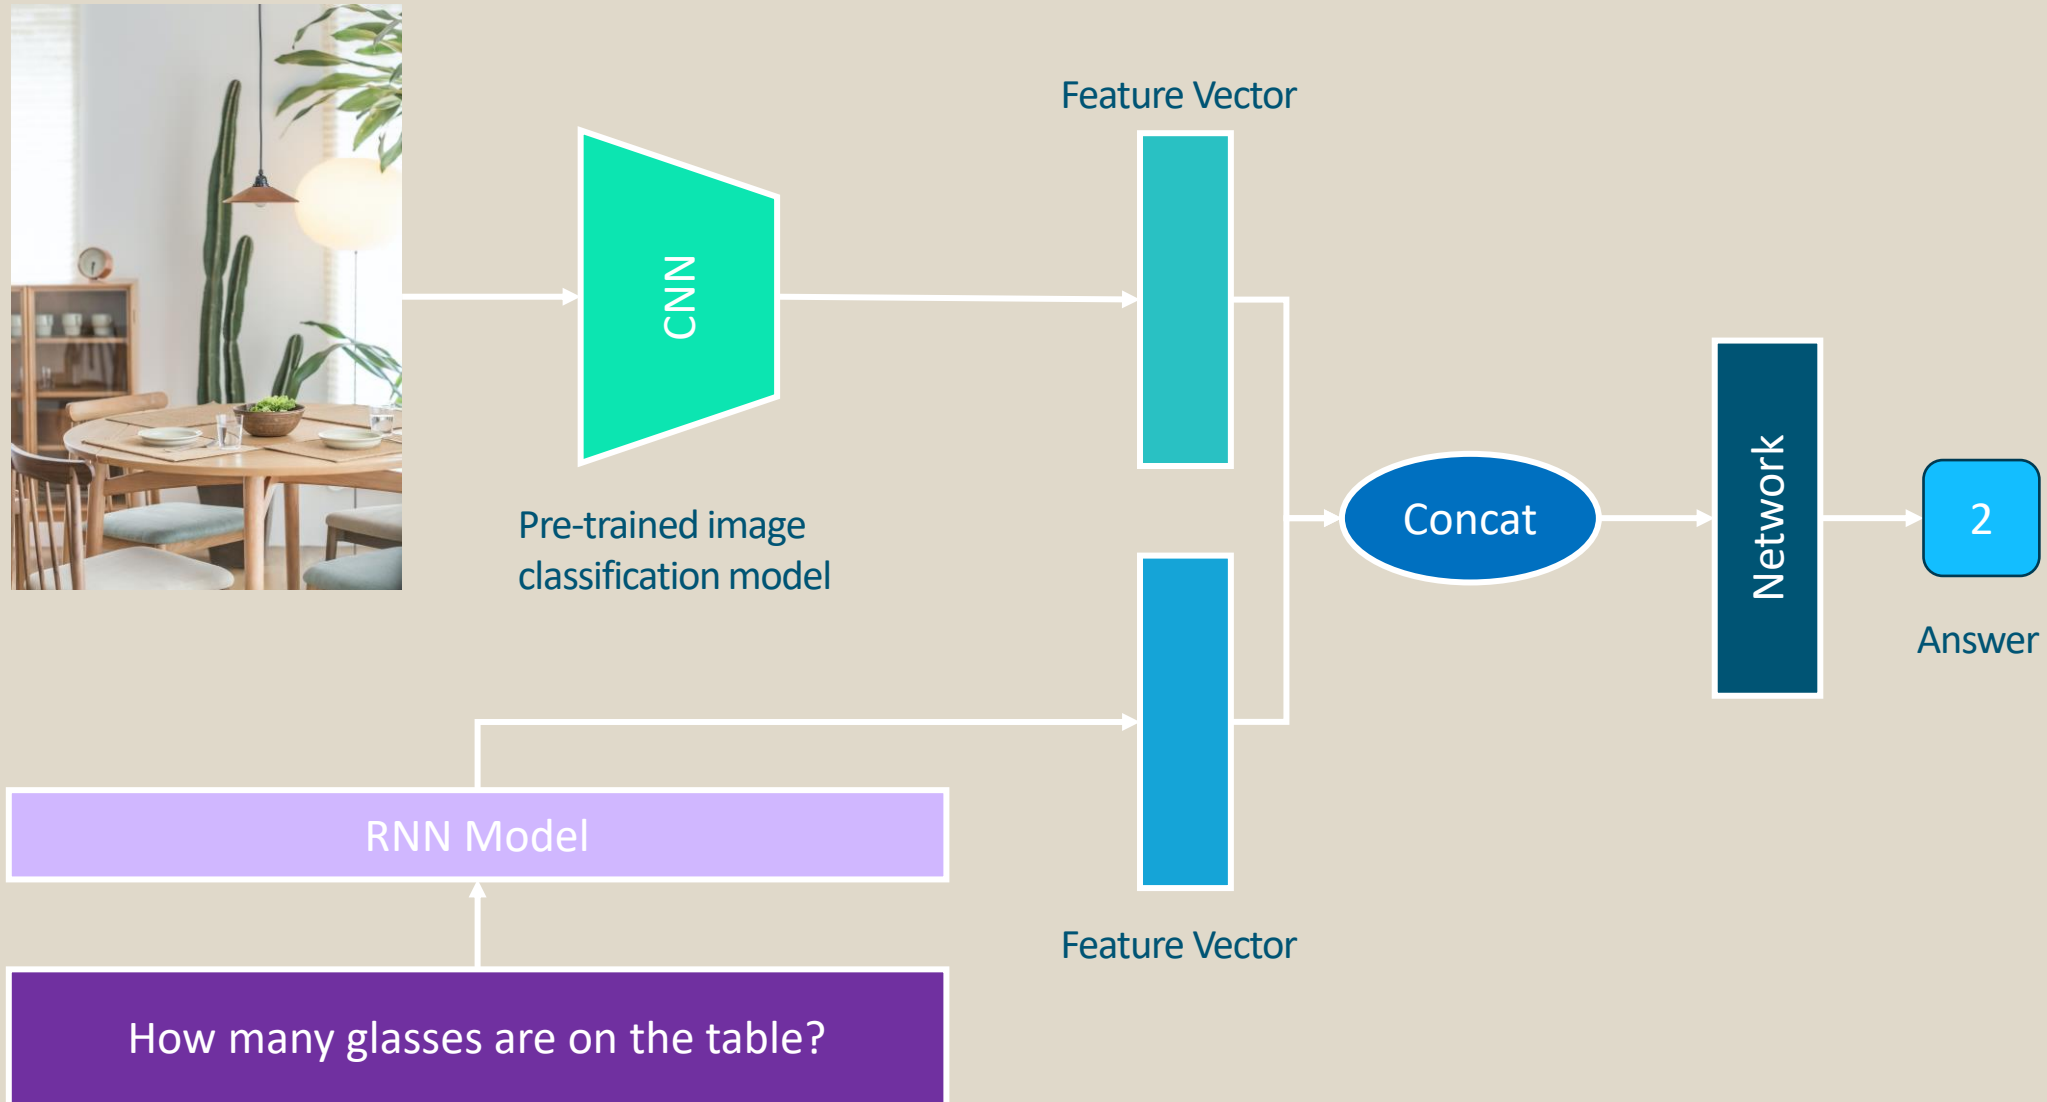 Feature Vector
CNN
Pre-trained image
classification model
Concat
Network
2
Answer
RNN Model
Feature Vector
How many glasses are on the table?